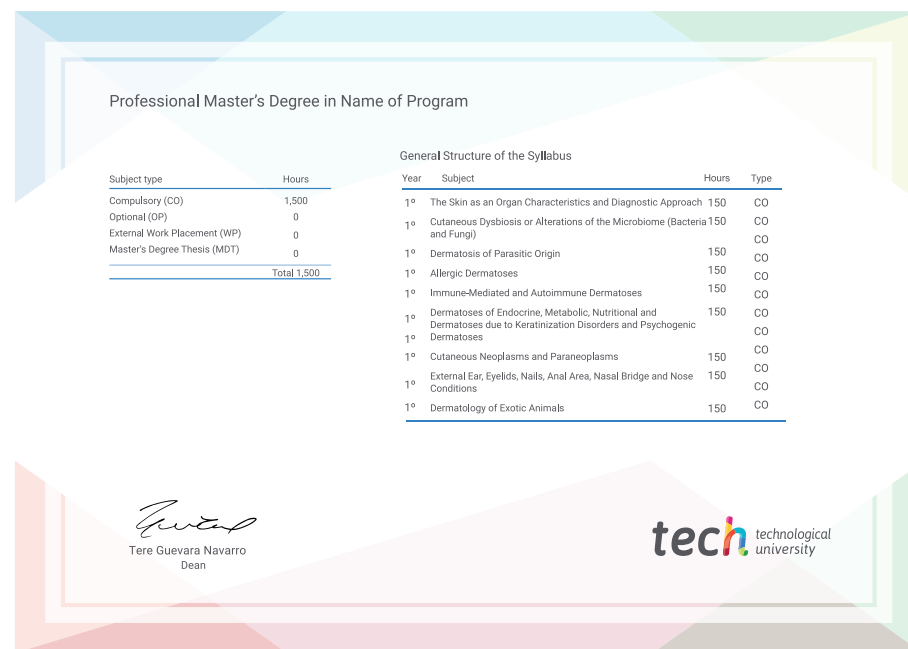 Professional Master's Degree in Name of Program
Subject type Hours
Compulsory (CO) 1,500
Optional (OP) 0
External Work Placement (WP) 0
Master's Degree Thesis (MDT) 0
Total 1,500
General Structure of the Syllabus
Year Subject Hours Type
1º The Skin as an Organ Characteristics and Diagnostic Approach 150 CO
1º Cutaneous Dysbiosis or Alterations of the Microbiome (Bacteria 150 CO
and Fungi) CO
1º Dermatosis of Parasitic Origin 150 CO
1º Allergic Dermatoses 150 CO
1º Immune-Mediated and Autoimmune Dermatoses 150 CO
1º Dermatoses of Endocrine, Metabolic, Nutritional and 150 CO
Dermatoses due to Keratinization Disorders and Psychogenic CO
1º Dermatoses CO
1º Cutaneous Neoplasms and Paraneoplasms 150 CO
1º External Ear, Eyelids, Nails, Anal Area, Nasal Bridge and Nose 150 CO
Conditions
1º Dermatology of Exotic Animals 150 CO
Tere Guevara Navarro
Dean
tech technological
university